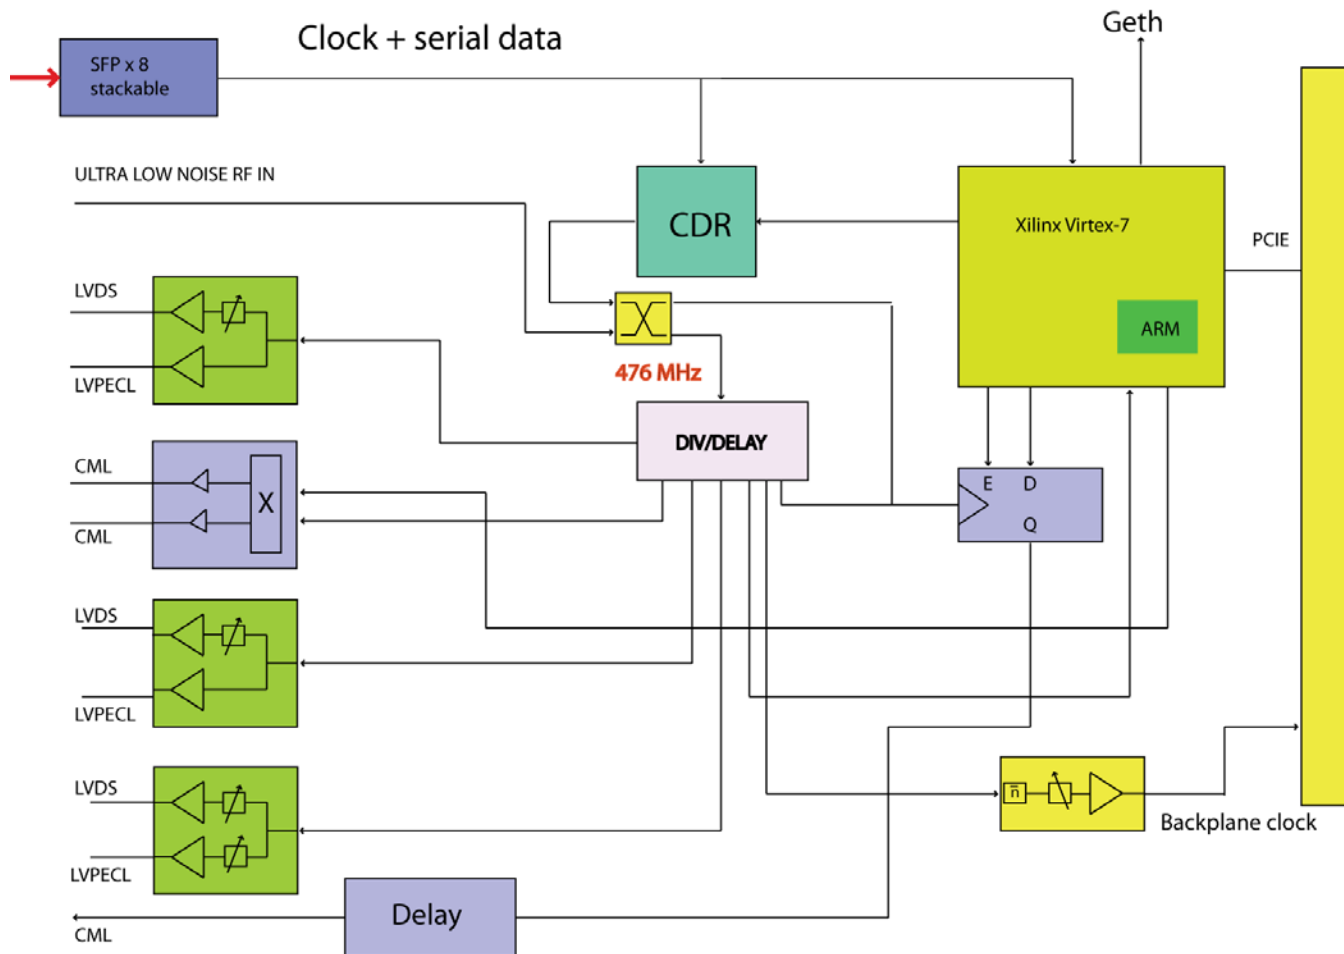 Geth
Clock + serial data
SFP x 8
stackable
ULTRA LOW NOISE RF IN
CDR
Xilinx Virtex-7
PCIE
LVDS
ARM
476 MHz
LVPECL
DIV/DELAY
CML
X
CML
E D
Q
LVDS
LVPECL
LVDS
n̅
Backplane clock
LVPECL
Delay
CML